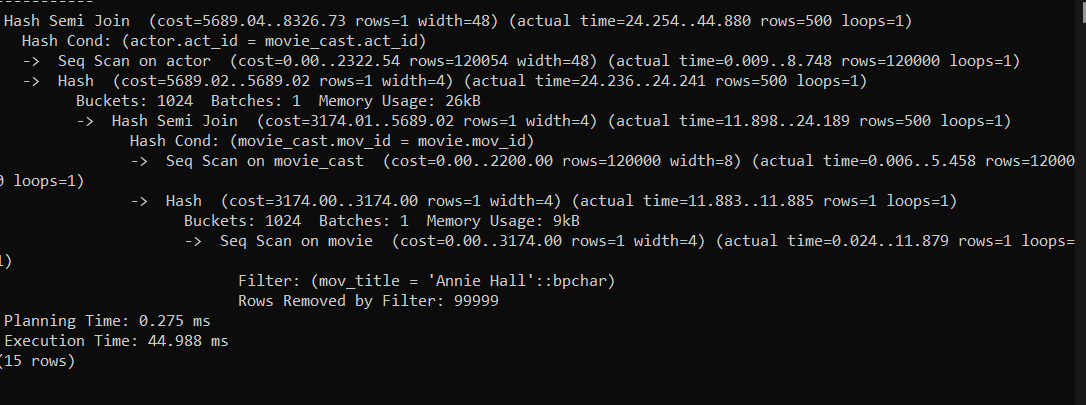 -----------
Hash Semi Join  (cost=5689.04..8326.73 rows=1 width=48) (actual time=24.254..44.880 rows=500 loops=1)
  Hash Cond: (actor.act_id = movie_cast.act_id)
  ->  Seq Scan on actor  (cost=0.00..2322.54 rows=120054 width=48) (actual time=0.009..8.748 rows=120000 loops=1)
  ->  Hash  (cost=5689.02..5689.02 rows=1 width=4) (actual time=24.236..24.241 rows=500 loops=1)
        Buckets: 1024  Batches: 1  Memory Usage: 26kB
        ->  Hash Semi Join  (cost=3174.01..5689.02 rows=1 width=4) (actual time=11.898..24.189 rows=500 loops=1)
              Hash Cond: (movie_cast.mov_id = movie.mov_id)
              ->  Seq Scan on movie_cast  (cost=0.00..2200.00 rows=120000 width=8) (actual time=0.006..5.458 rows=12000
0 loops=1)
              ->  Hash  (cost=3174.00..3174.00 rows=1 width=4) (actual time=11.883..11.885 rows=1 loops=1)
                    Buckets: 1024  Batches: 1  Memory Usage: 9kB
                    ->  Seq Scan on movie  (cost=0.00..3174.00 rows=1 width=4) (actual time=0.024..11.879 rows=1 loops=
1)
                          Filter: (mov_title = 'Annie Hall'::bpchar)
                          Rows Removed by Filter: 99999
Planning Time: 0.275 ms
Execution Time: 44.988 ms
(15 rows)